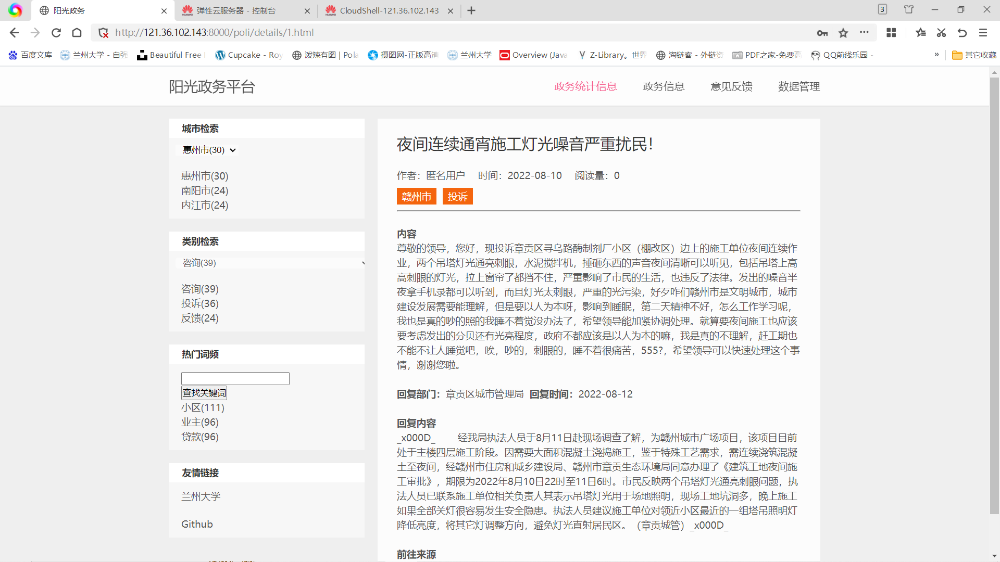 阳光政务
弹性云服务器 - 控制台
CloudShell-121.36.102.143
3
http://121.36.102.143:8000/poli/details/1.html
百度文库
兰州大学 - 自强
Beautiful Free
Cupcake - Roy
泼辣有图 | Pola
摄图网-正版高清
兰州大学
Overview (Java
Z-Library。世界
淘链客 - 外链资
PDF之家-免费高
QQ前线乐园 -
»
其它收藏
阳光政务平台
政务统计信息
政务信息
意见反馈
数据管理
城市检索
惠州市(30)
惠州市(30)
南阳市(24)
内江市(24)
类别检索
咨询(39)
咨询(39)
投诉(36)
反馈(24)
热门词频
查找关键词
小区(111)
业主(96)
贷款(96)
友情链接
兰州大学
Github
夜间连续通宵施工灯光噪音严重扰民！
作者：匿名用户 时间：2022-08-10 阅读量：0
赣州市 投诉
内容
尊敬的领导，您好，现投诉章贡区寻乌路酶制剂厂小区（棚改区）边上的施工单位夜间连续作
业，两个吊塔灯光通亮刺眼，水泥搅拌机，捶砸东西的声音夜间清晰可以听见，包括吊塔上高
高刺眼的灯光，拉上窗帘了都挡不住，严重影响了市民的生活，也违反了法律。发出的噪音半
夜拿手机录都可以听到，而且灯光太刺眼，严重的光污染，好歹咋们赣州市是文明城市，城市
建设发展需要能理解，但是要以人为本呀，影响到睡眠，第二天精神不好，怎么工作学习呢，
我也是真的吵的照的我睡不着觉没办法了，希望领导能加紧协调处理。就算要夜间施工也应该
要考虑发出的分贝还有光亮程度，政府不都应该是以人为本的嘛，我是真的不理解，赶工期也
不能不让人睡觉吧，唉，吵的，刺眼的，睡不着很痛苦，555?，希望领导可以快速处理这个事
情，谢谢您啦。
回复部门：章贡区城市管理局 回复时间：2022-08-12
回复内容
_x000D_ 经我局执法人员于8月11日赴现场调查了解，为赣州城市广场项目，该项目目前
处于主楼四层施工阶段。因需要大面积混凝土浇捣施工，鉴于特殊工艺需求，需连续浇筑混凝
土至夜间，经赣州市住房和城乡建设局、赣州市章贡生态环境局同意办理了《建筑工地夜间施
工审批》，期限为2022年8月10日22时至11日6时。市民反映两个吊塔灯光通亮刺眼问题，执
法人员已联系施工单位相关负责人其表示吊塔灯光用于场地照明，现场工地坑洞多，晚上施工
如果全部关灯很容易发生安全隐患。执法人员建议施工单位对领近小区最近的一组塔吊照明灯
降低亮度，将其它灯调整方向，避免灯光直射居民区。（章贡城管）_x000D_
前往来源